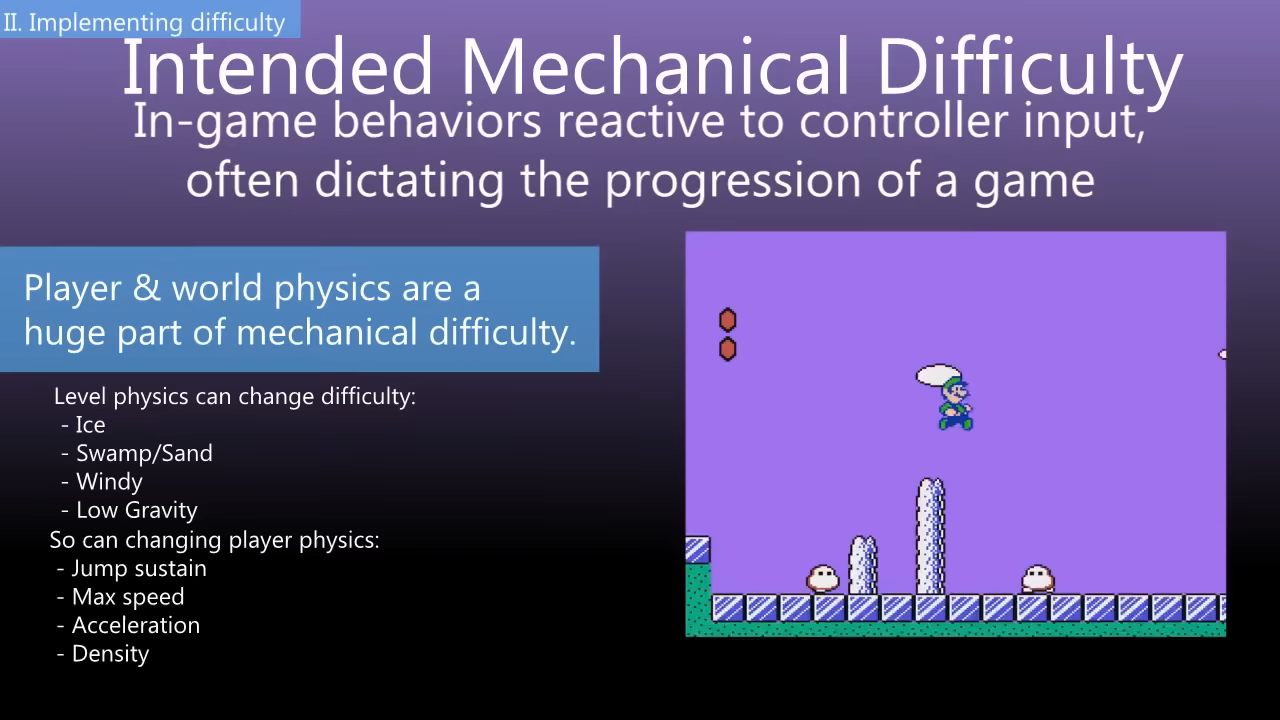 II. Implementing difficulty
Intended Mechanical Difficulty
In-game behaviors reactive to controller input,
often dictating the progression of a game
Player & world physics are a
huge part of mechanical difficulty.
Level physics can change difficulty:
- Ice
- Swamp/Sand
- Windy
- Low Gravity
So can changing player physics:
- Jump sustain
- Max speed
- Acceleration
- Density